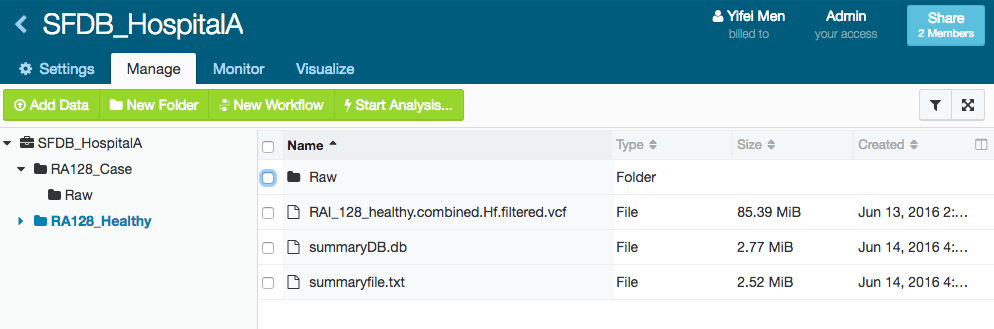 SFDB_HospitalA
Yifei Men
billed to
Admin
your access
Share
2 Members
Settings Manage Monitor Visualize
Add Data New Folder New Workflow Start Analysis...
SFDB_HospitalA
RA128_Case
Raw
RA128_Healthy
Name Type Size Created
Raw Folder
RAI_128_healthy.combined.Hf.filtered.vcf File 85.39 MiB Jun 13, 2016 2:...
summaryDB.db File 2.77 MiB Jun 14, 2016 4:...
summaryfile.txt File 2.52 MiB Jun 14, 2016 4:...